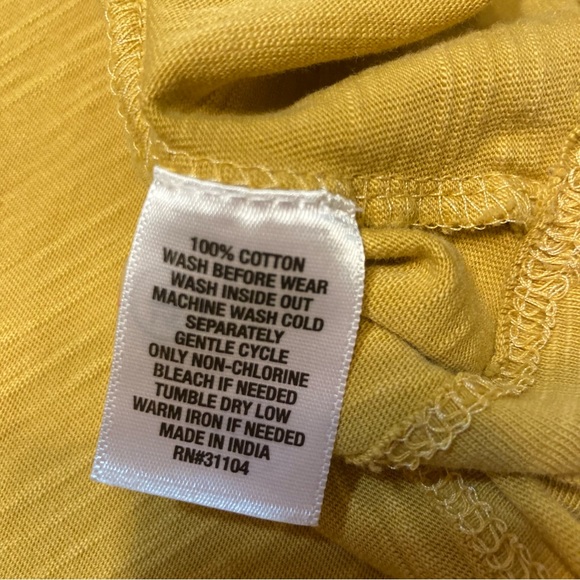 100% COTTON
WASH BEFORE WEAR
WASH INSIDE OUT
MACHINE WASH COLD
SEPARATELY
GENTLE CYCLE
ONLY NON-CHLORINE
BLEACH IF NEEDED
TUMBLE DRY LOW
WARM IRON IF NEEDED
MADE IN INDIA
RN#31104